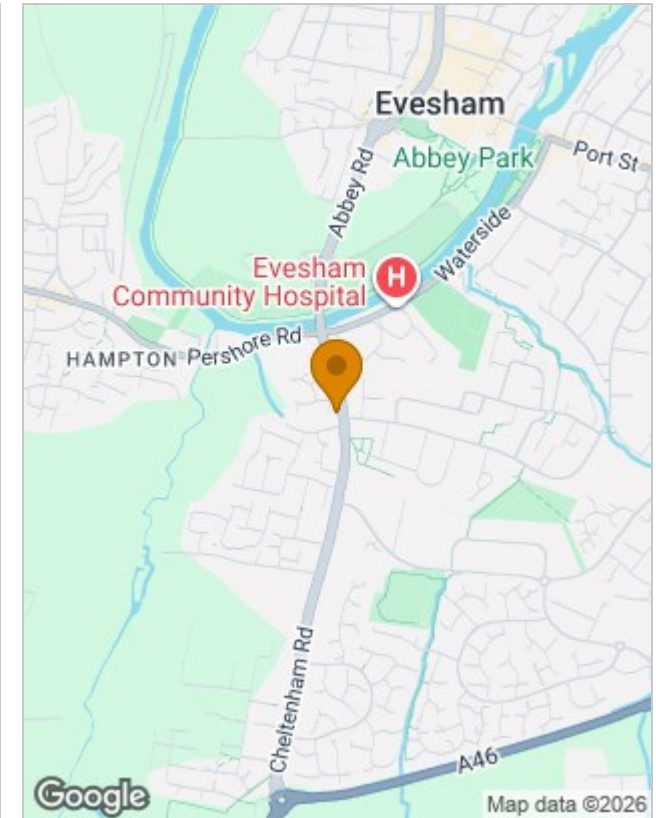 Evesham
Abbey Park
Port St
Abbey Rd
Waterside
Evesham
Community Hospital
H
HAMPTON
Pershore Rd
Cheltenham Rd
A46
Google
Map data ©2026